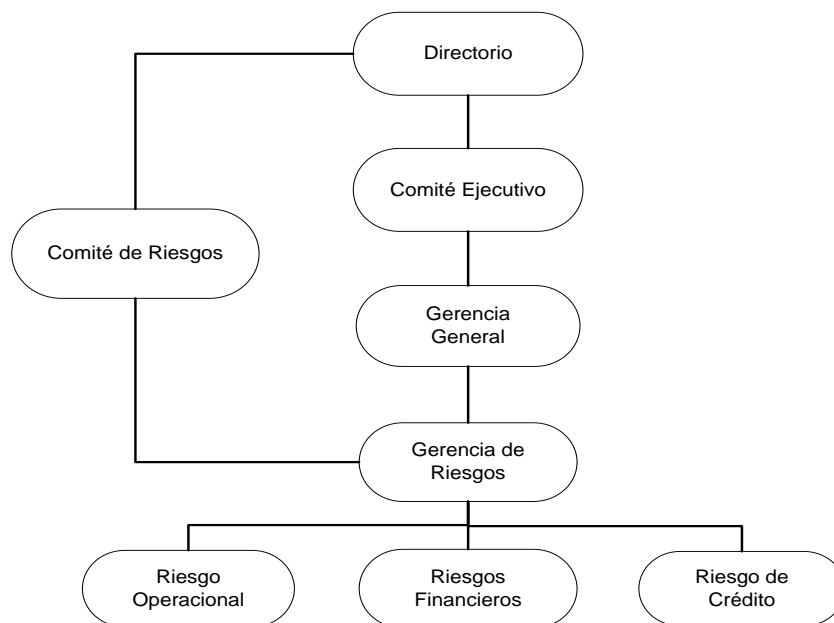 Directorio
Comité Ejecutivo
Comité de Riesgos
Gerencia
General
Gerencia de
Riesgos
Riesgo
Operacional
Riesgos
Financieros
Riesgo de
Crédito